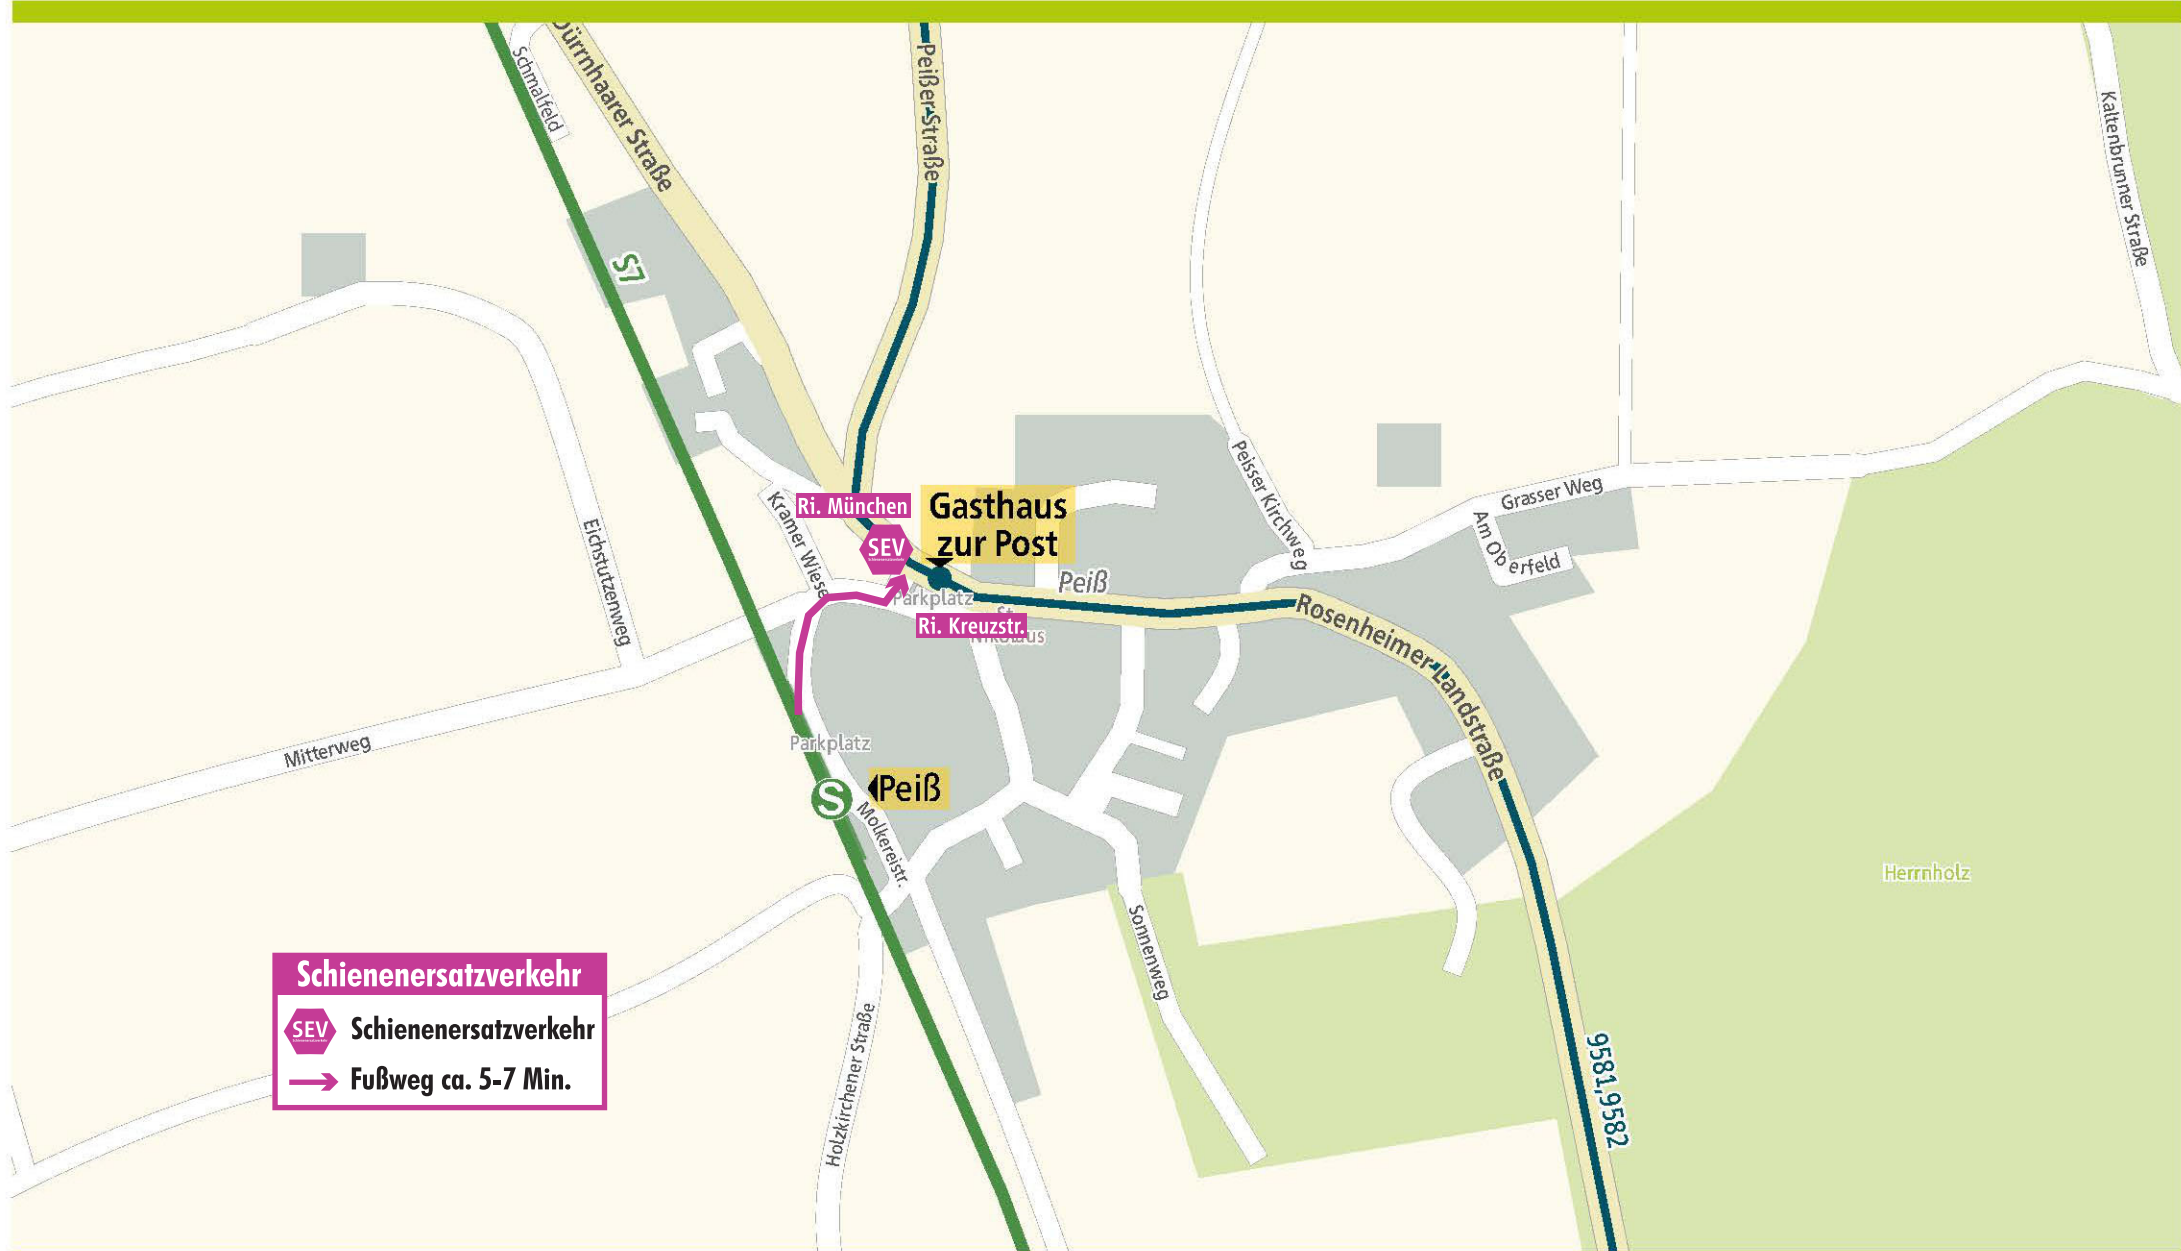 Dürrnhaarer Straße
Schmalfeld
Peißer Straße
Kaltenbrunner Straße
S7
Peisser Kirchweg
Grasser Weg
Am Oberfeld
Kramer Wiese
Ri. München
Gasthaus
zur Post
SEV
Eichstutzenweg
Peiß
Parkplatz
St.
Nikolaus
Ri. Kreuzstr.
Rosenheimer Landstraße
Mitterweg
Parkplatz
S
Peiß
Molkereistr.
Herrnholz
Sonnenweg
Holzkirchener Straße
9581,9582
Schienenersatzverkehr
SEV
Schienenersatzverkehr
Fußweg ca. 5-7 Min.